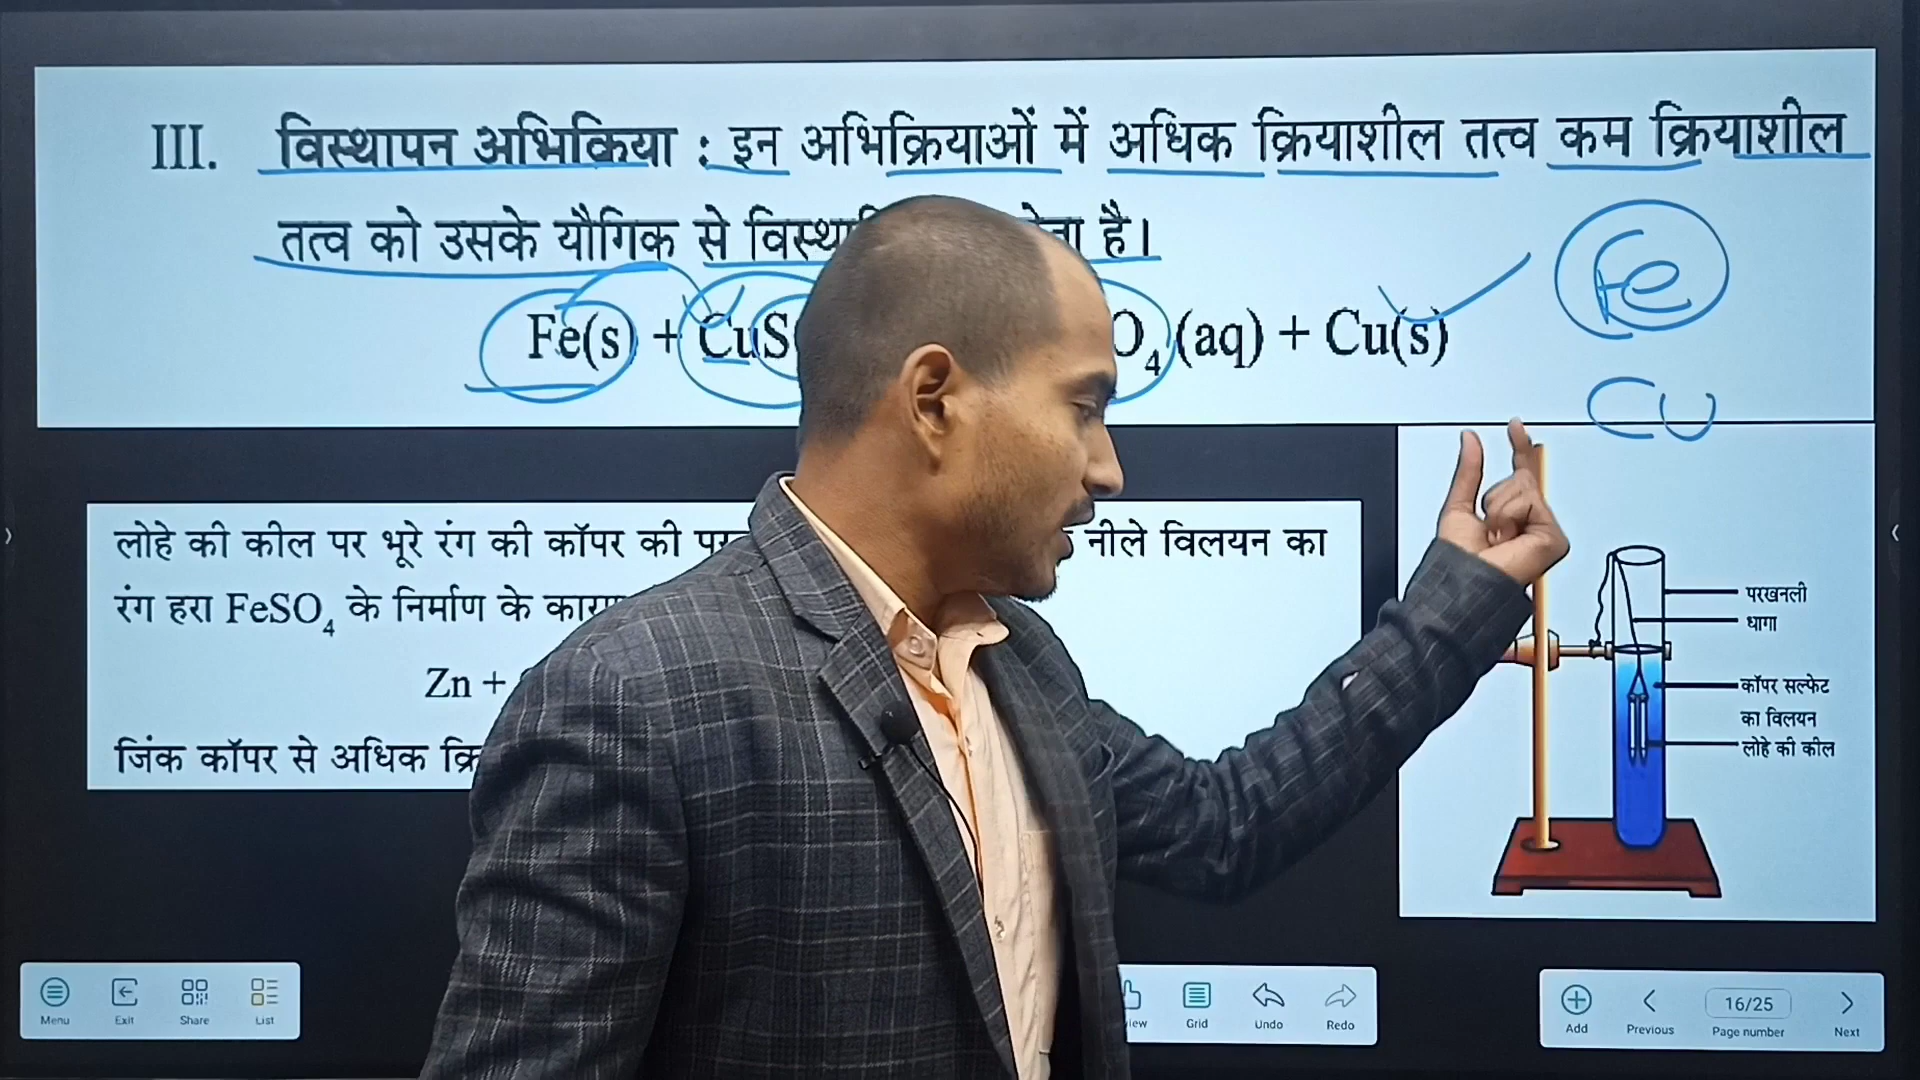 III. विस्थापन अभिक्रिया : इन अभिक्रियाओं में अधिक क्रियाशील तत्व कम क्रियाशील
तत्व को उसके यौगिक से है।
Fe(s) + (aq) + Cu(s)
Fe
CU
लोहे की कील पर भूरे रंग की कॉपर की नीले विलयन का
रंग हरा FeSO₄ के निर्माण के
Zn +
जिंक कॉपर से अधिक
परखनली
धागा
कॉपर सल्फेट
का विलयन
लोहे की कील
Menu Exit Share List Grid Undo Redo Add Previous 16/25 Page number Next